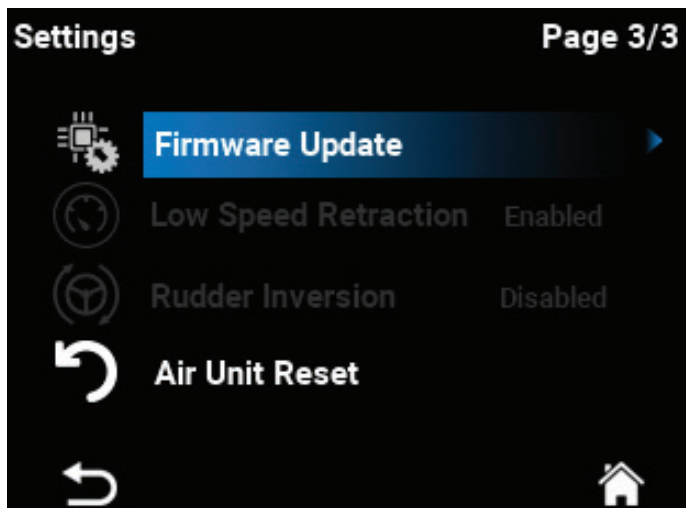 Settings Page 3/3
Firmware Update
Low Speed Retraction Enabled
Rudder Inversion Disabled
Air Unit Reset